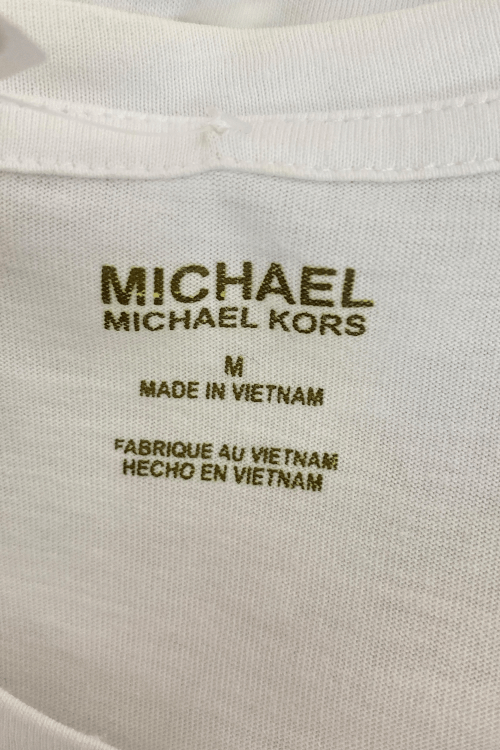 MICHAEL
MICHAEL KORS
M
MADE IN VIETNAM
FABRIQUE AU VIETNAM
HECHO EN VIETNAM